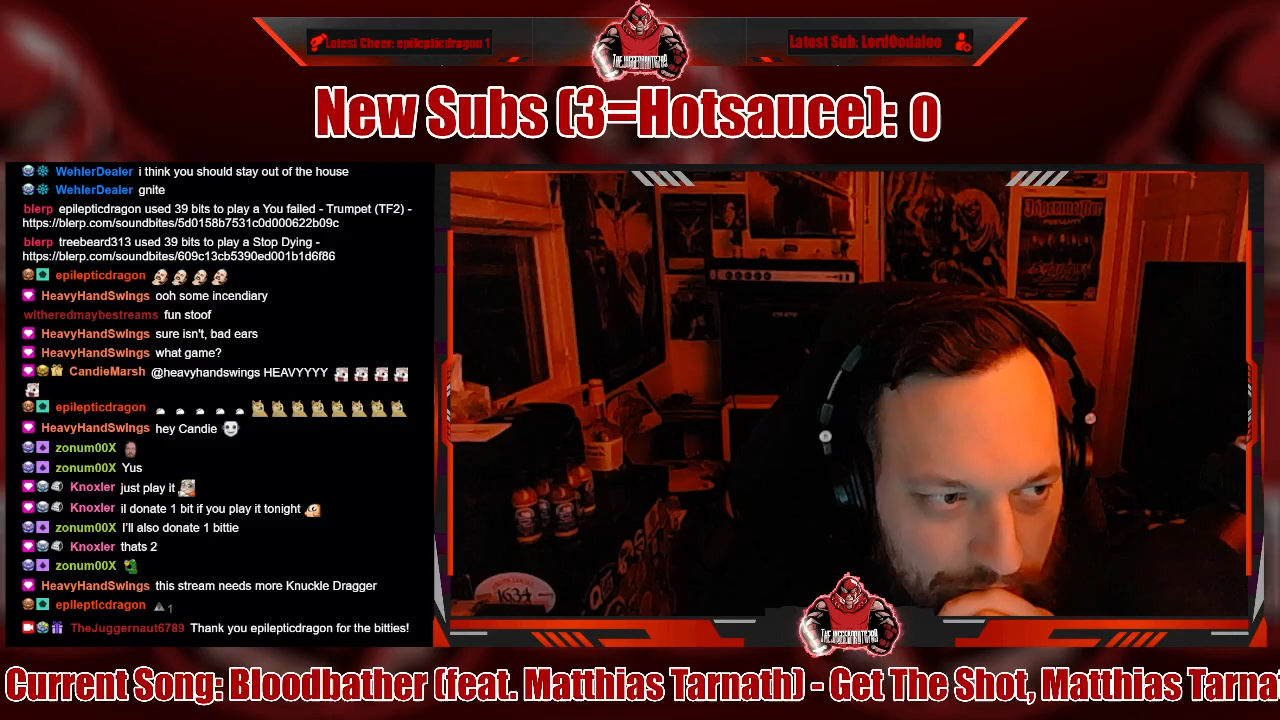 Latest Cheer: epilepticdragon 1
Latest Sub: LordOodaloo
THEJUGGERNAUT6789
New Subs (3=Hotsauce): 0
WehlerDealer i think you should stay out of the house
WehlerDealer gnite
blerp epilepticdragon used 39 bits to play a You failed - Trumpet (TF2) -
https://blerp.com/soundbites/5d0158b7531c0d000622b09c
blerp treebeard313 used 39 bits to play a Stop Dying -
https://blerp.com/soundbites/609c13cb5390ed001b1d6f86
epilepticdragon
HeavyHandSwings ooh some incendiary
witheredmaybestreams fun stoof
HeavyHandSwings sure isn't, bad ears
HeavyHandSwings what game?
CandieMarsh @heavyhandswings HEAVYYYY
epilepticdragon
HeavyHandSwings hey Candie
zonum00X
zonum00X Yus
Knoxler just play it
Knoxler il donate 1 bit if you play it tonight
zonum00X I'll also donate 1 bittie
Knoxler thats 2
zonum00X
HeavyHandSwings this stream needs more Knuckle Dragger
epilepticdragon 1
TheJuggernaut6789 Thank you epilepticdragon for the bitties!
Jägermeister
1634
Current Song: Bloodbather (feat. Matthias Tarnath) - Get The Shot, Matthias Tarna